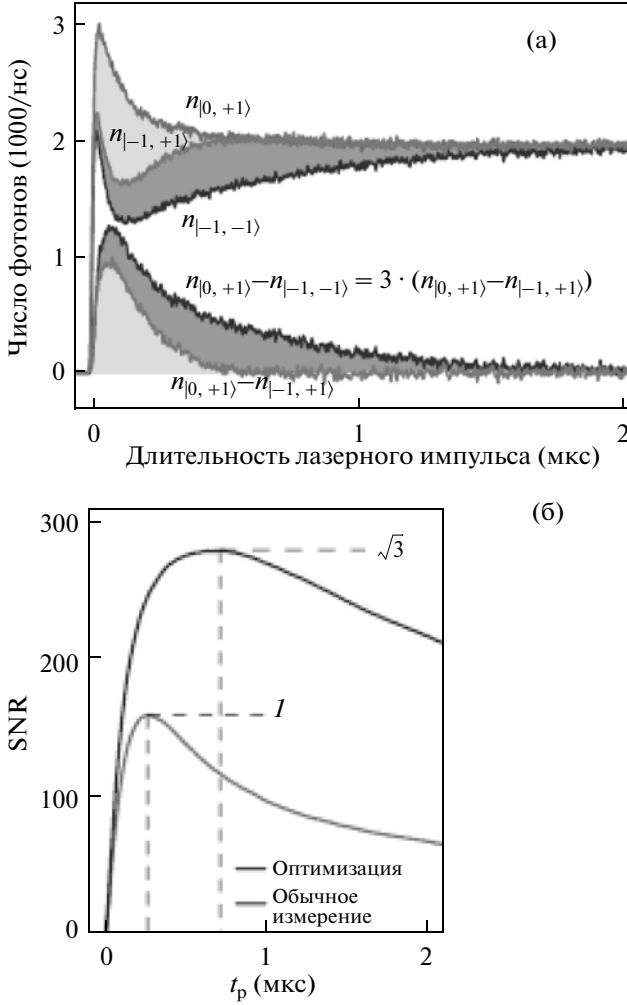 (а)
Число фотонов (1000/нс)
3
2
1
0
n|0, +1⟩
n|−1, +1⟩
n|−1, −1⟩
n|0, +1⟩−n|−1, −1⟩ = 3 · (n|0, +1⟩−n|−1, +1⟩)
n|0, +1⟩−n|−1, +1⟩
0 1 2
Длительность лазерного импульса (мкс)
(б)
SNR
300
200
100
0
√3
1
Оптимизация
Обычное
измерение
0 1 2
tр (мкс)